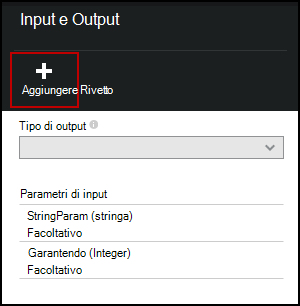 Input e Output
Aggiungere Rivetto
Tipo di output
Parametri di input
StringParam (stringa)
Facoltativo
Garantendo (Integer)
Facoltativo